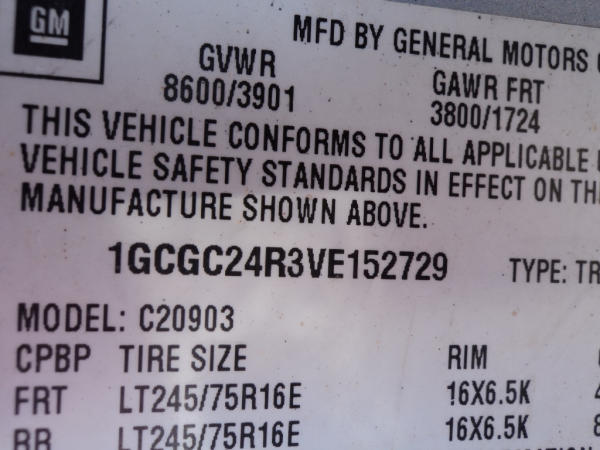 GM
MFD BY GENERAL MOTORS
GVWR
8600/3901
GAWR FRT
3800/1724
THIS VEHICLE CONFORMS TO ALL APPLICABLE
VEHICLE SAFETY STANDARDS IN EFFECT ON
MANUFACTURE SHOWN ABOVE.
1GCGC24R3VE152729 TYPE: TR
MODEL: C20903
CPBP TIRE SIZE RIM
FRT LT245/75R16E 16X6.5K
RR LT245/75R16E 16X6.5K